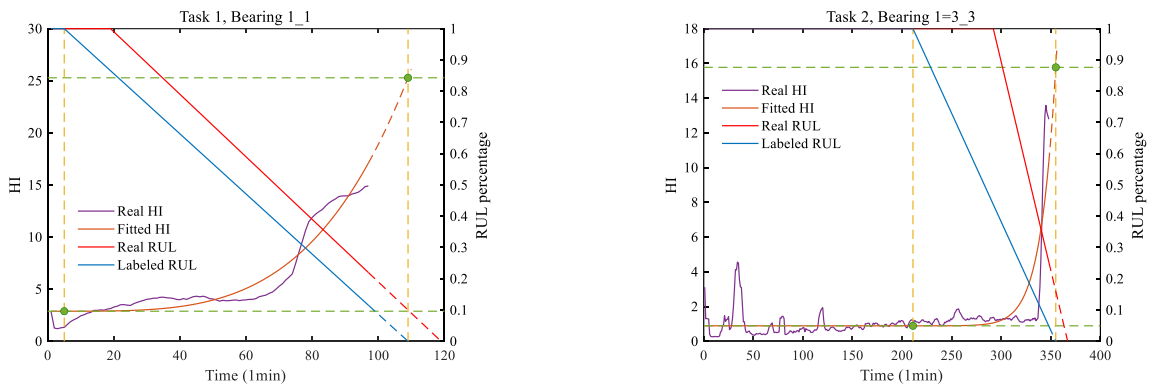 Task 1, Bearing 1_1
30
25
20
15
10
5
0
HI
1
0.9
0.8
0.7
0.6
0.5
0.4
0.3
0.2
0.1
0
RUL percentage
Real HI
Fitted HI
Real RUL
Labeled RUL
0 20 40 60 80 100 120
Time (1min)
Task 2, Bearing 1=3_3
18
16
14
12
10
8
6
4
2
0
HI
1
0.9
0.8
0.7
0.6
0.5
0.4
0.3
0.2
0.1
0
RUL percentage
Real HI
Fitted HI
Real RUL
Labeled RUL
0 50 100 150 200 250 300 350 400
Time (1min)